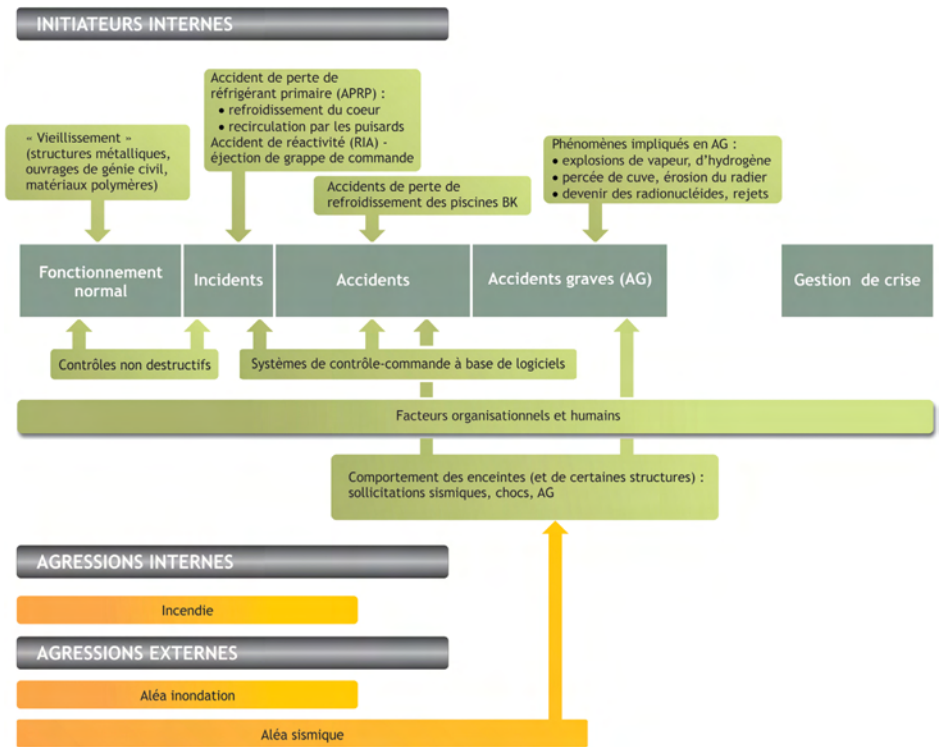 INITIATEURS INTERNES
Accident de perte de
réfrigérant primaire (APRP) :
• refroidissement du coeur
• recirculation par les puisards
Accident de réactivité (RIA) -
éjection de grappe de commande
« Vieillissement »
(structures métalliques,
ouvrages de génie civil,
matériaux polymères)
Accidents de perte de
refroidissement des piscines BK
Phénomènes impliqués en AG :
• explosions de vapeur, d'hydrogène
• percée de cuve, érosion du radier
• devenir des radionucléides, rejets
Fonctionnement
normal
Incidents
Accidents
Accidents graves (AG)
Gestion de crise
Contrôles non destructifs
Systèmes de contrôle-commande à base de logiciels
Facteurs organisationnels et humains
Comportement des enceintes (et de certaines structures) :
sollicitations sismiques, chocs, AG
AGRESSIONS INTERNES
Incendie
AGRESSIONS EXTERNES
Aléa inondation
Aléa sismique